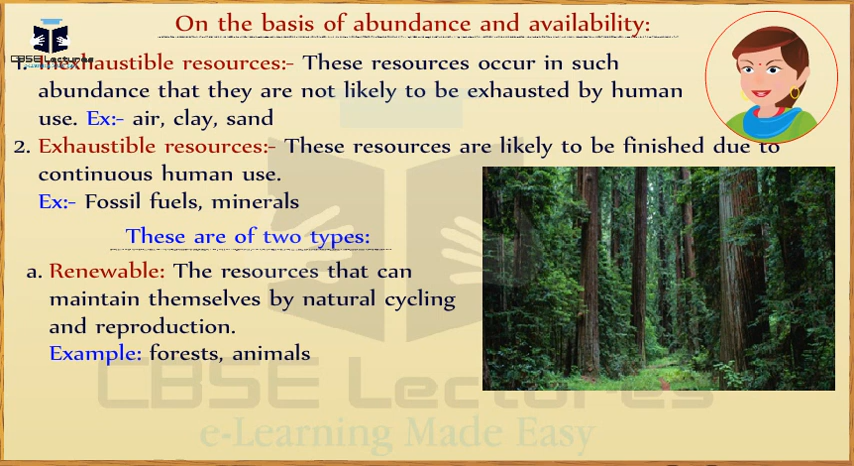 On the basis of abundance and availability:
CBSE Lectures
1. Inexhaustible resources:- These resources occur in such
abundance that they are not likely to be exhausted by human
use. Ex:- air, clay, sand
2. Exhaustible resources:- These resources are likely to be finished due to
continuous human use.
Ex:- Fossil fuels, minerals
These are of two types:
a. Renewable: The resources that can
maintain themselves by natural cycling
and reproduction.
Example: forests, animals
CBSE Lectures
e-Learning Made Easy